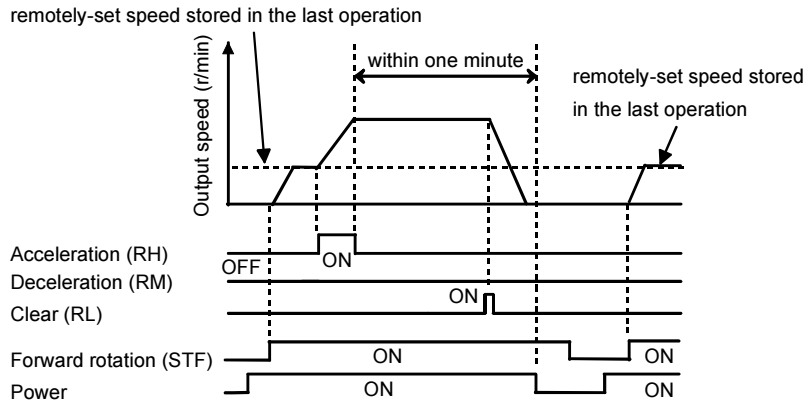 remotely-set speed stored in the last operation
within one minute
remotely-set speed stored
in the last operation
Output speed (r/min)
Acceleration (RH)
OFF
ON
Deceleration (RM)
ON
Clear (RL)
Forward rotation (STF)
ON
ON
Power
ON
ON